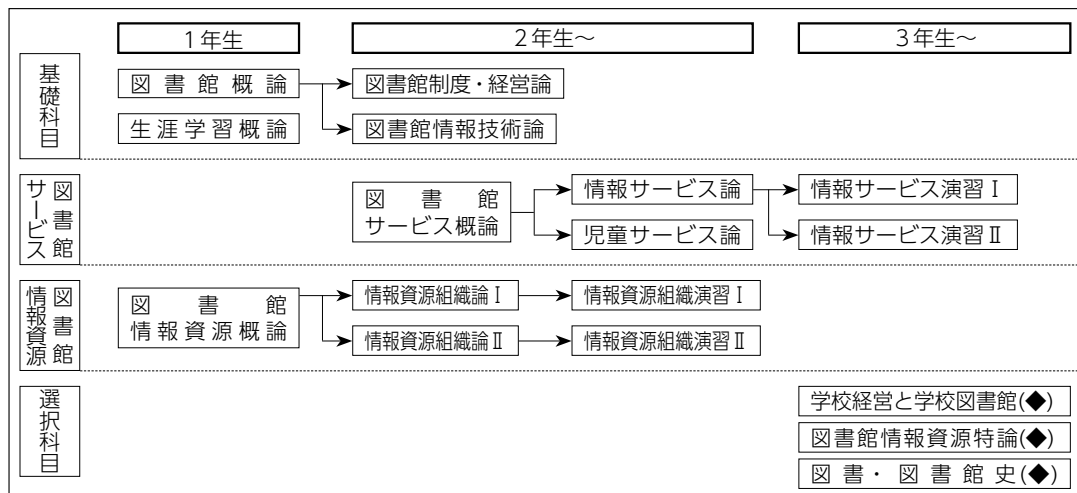 1年生
2年生～
3年生～
基礎科目
図書館概論
図書館制度・経営論
生涯学習概論
図書館情報技術論
図書館
サービス
図書館
サービス概論
情報サービス論
情報サービス演習Ⅰ
児童サービス論
情報サービス演習Ⅱ
図書館
情報資源
図書館
情報資源概論
情報資源組織論Ⅰ
情報資源組織演習Ⅰ
情報資源組織論Ⅱ
情報資源組織演習Ⅱ
選択科目
学校経営と学校図書館(◆)
図書館情報資源特論(◆)
図書・図書館史(◆)